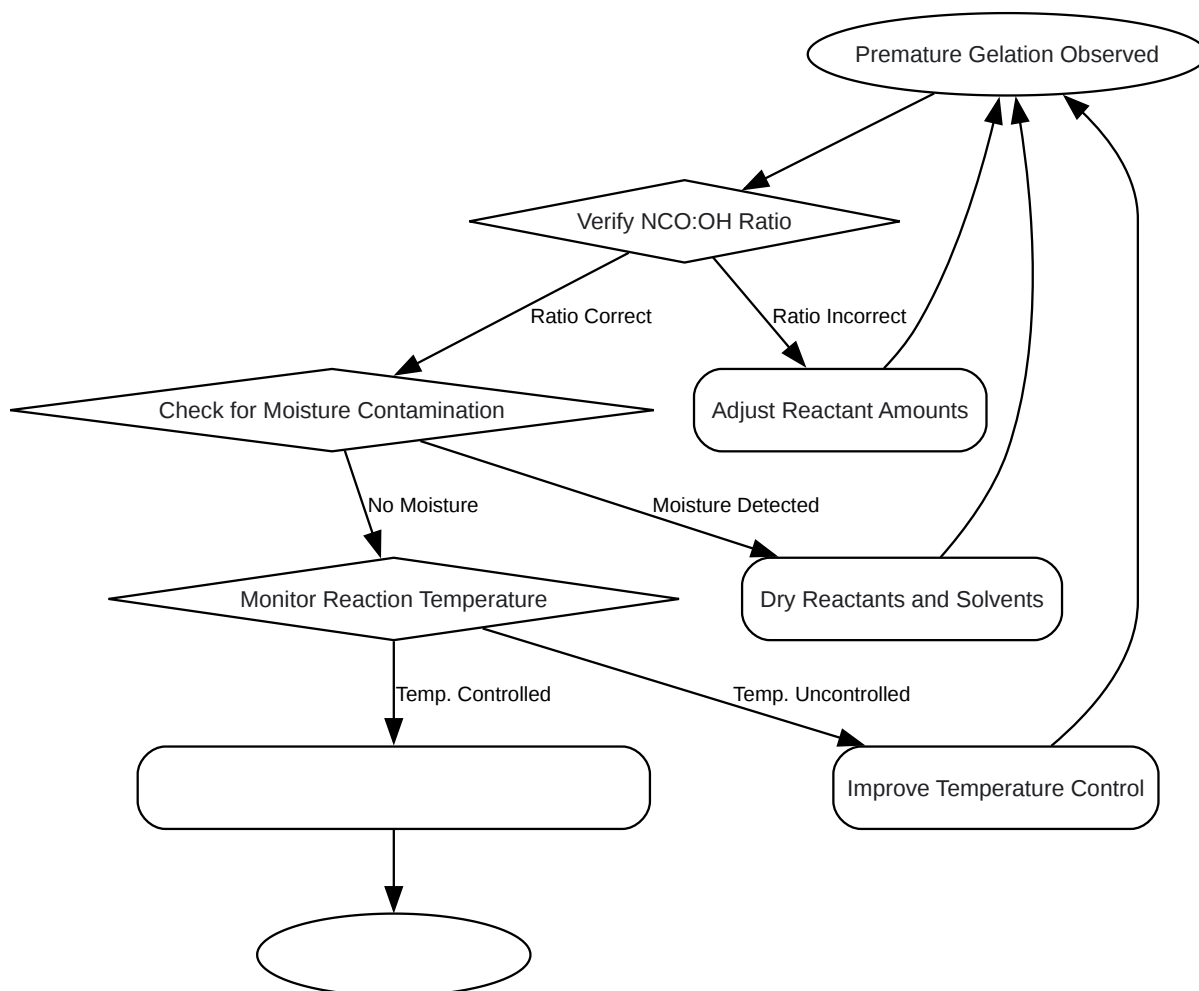 Premature Gelation Observed
Verify NCO:OH Ratio
Ratio Correct
Ratio Incorrect
Check for Moisture Contamination
Adjust Reactant Amounts
No Moisture
Moisture Detected
Monitor Reaction Temperature
Dry Reactants and Solvents
Temp. Controlled
Temp. Uncontrolled
Improve Temperature Control